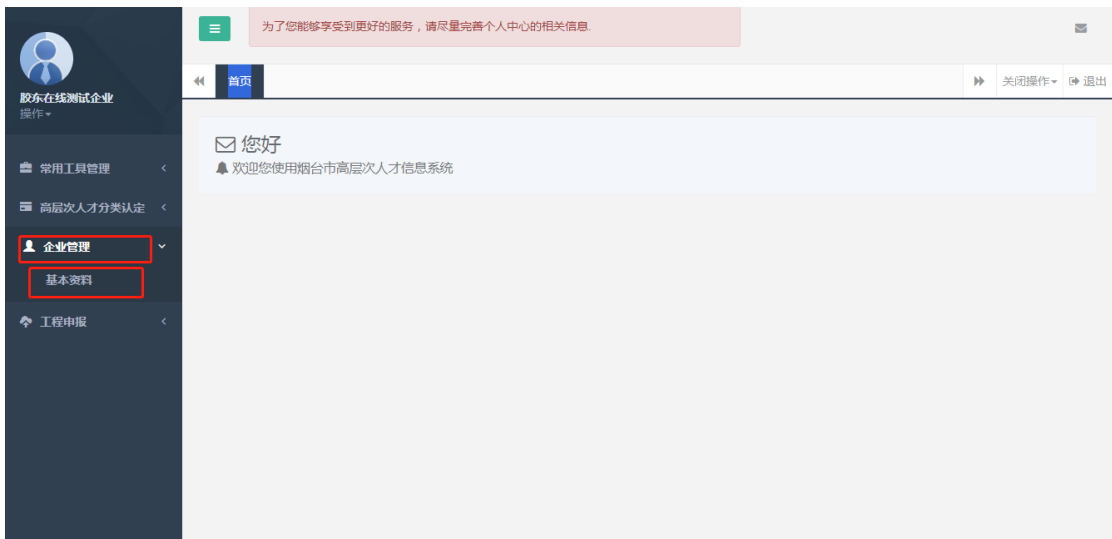 为了您能够享受到更好的服务，请尽量完善个人中心的相关信息.
胶东在线测试企业
操作
首页
关闭操作
退出
您好
欢迎您使用烟台市高层次人才信息系统
常用工具管理
高层次人才分类认定
企业管理
基本资料
工程申报